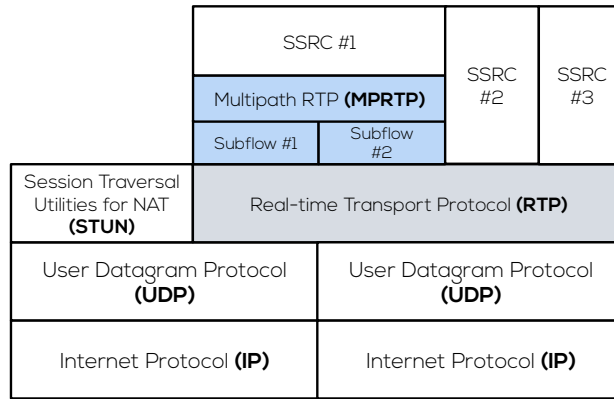 SSRC #1
SSRC
#2
SSRC
#3
Multipath RTP (MPRTP)
Subflow #1
Subflow
#2
Session Traversal
Utilities for NAT
(STUN)
Real-time Transport Protocol (RTP)
User Datagram Protocol
(UDP)
User Datagram Protocol
(UDP)
Internet Protocol (IP)
Internet Protocol (IP)